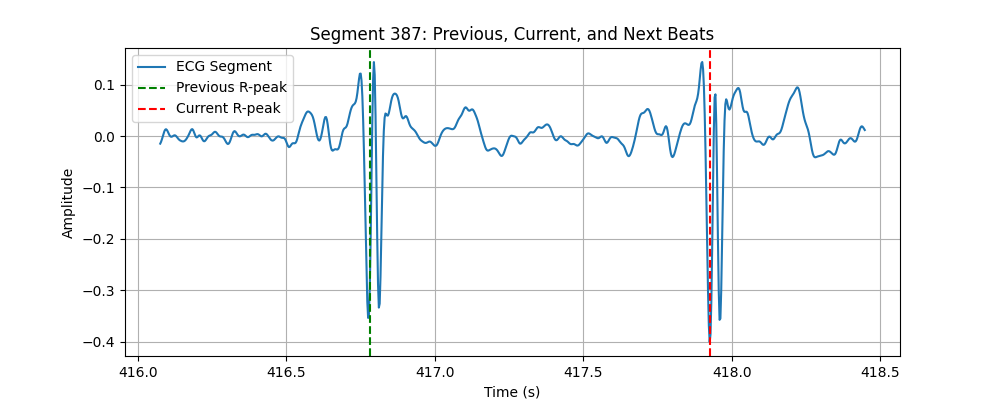 Segment 387: Previous, Current, and Next Beats
ECG Segment
Previous R-peak
Current R-peak
0.1
0.0
−0.1
−0.2
−0.3
−0.4
Amplitude
416.0 416.5 417.0 417.5 418.0 418.5
Time (s)